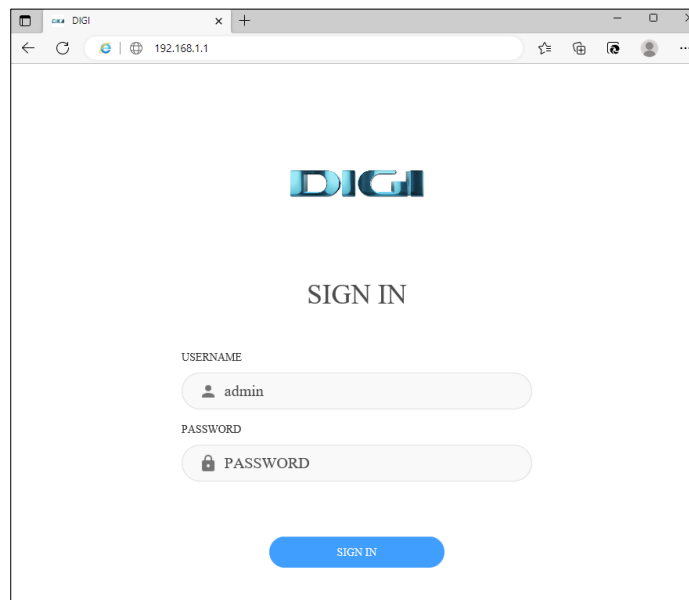 DIGI DIGI
192.168.1.1
DIGI
SIGN IN
USERNAME
admin
PASSWORD
PASSWORD
SIGN IN